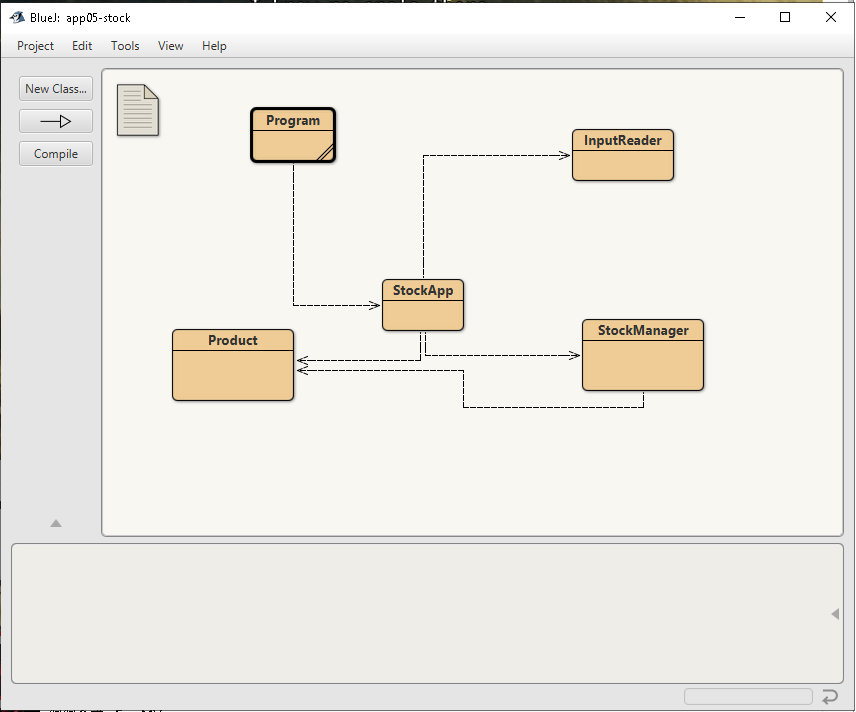 BlueJ: app05-stock
Project Edit Tools View Help
New Class...
Compile
Program
InputReader
StockApp
Product
StockManager